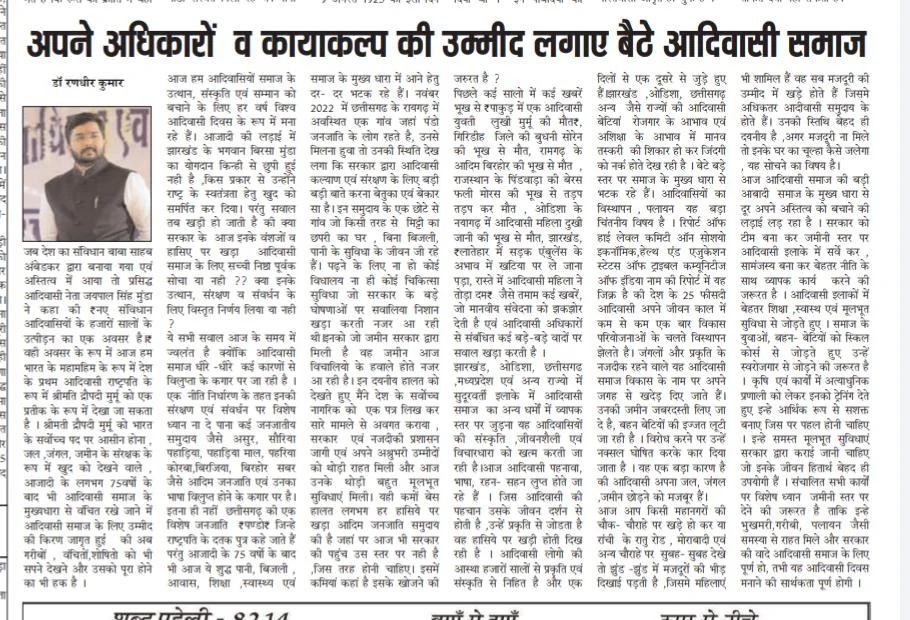 अपने अधिकारों व कायाकल्प की उम्मीद लगाए बैठे आदिवासी समाज
डॉ रणधीर कुमार
जब देश का संविधान बाबा साहब
अंबेडकर द्वारा बनाया गया एवं
अस्तित्व में आया तो प्रसिद्ध
आदिवासी नेता जयपाल सिंह मुंडा
ने कहा की ₹नए संविधान
आदिवासियों के हजारों सालों के
उत्पीड़न का एक अवसर है।₹
वही अवसर के रूप में आज हम
भारत के महामहिम के रूप में देश
के प्रथम आदिवासी राष्ट्रपति के
रूप में श्रीमति द्रौपदी मुर्मू को एक
प्रतीक के रूप में देखा जा सकता
है । श्रीमती द्रौपदी मुर्मू को भारत
के सर्वोच्च पद पर आसीन होना ,
जल ,जंगल, जमीन के संरक्षक के
रूप में खुद को देखने वाले ,
आजादी के लगभग 75वर्षों के
बाद भी आदिवासी समाज के
मुख्यधारा से वंचित रखे जाने में
आदिवासी समाज के लिए उम्मीद
की किरण जागृत हुई की अब
गरीबों , वंचितों,शोषितो को भी
सपने देखने और उसको पूरा होने
का भी हक है ।
आज हम आदिवासियों समाज के
उत्थान, संस्कृति एवं सम्मान को
बचाने के लिए हर वर्ष विश्व
आदिवासी दिवस के रूप में मना
रहे हैं। आजादी की लड़ाई में
झारखंड के भगवान बिरसा मुंडा
का योगदान किन्ही से छुपी हुई
नही है ,किस प्रकार से उन्होंने
राष्ट्र के स्वतंत्रता हेतु खुद को
समर्पित कर दिया। परंतु सवाल
तब खड़ी हो जाती है की क्या
सरकार के आज इनके वंशजों व
हासिए पर खड़ा आदिवासी
समाज के लिए सच्ची निष्ठा पूर्वक
सोचा या नही ?? क्या इनके
उत्थान, संरक्षण व संवर्धन के
लिए विस्तृत निर्णय लिया या नही
?
ये सभी सवाल आज के समय में
ज्वलंत है क्योंकि आदिवासी
समाज धीरे -धीरे कई कारणों से
विलुप्ता के कगार पर जा रही है ।
एक नीति निर्धारण के तहत इनकी
संरक्षण एवं संवर्धन पर विशेष
ध्यान ना दे पाना कई जनजातीय
समुदाय जैसे असुर, सौरिया
पहाड़िया, पहाड़िया माल, पहरिया
कोरबा,बिरजिया, बिरहोर सबर
जैसे आदिम जनजाति एवं उनका
भाषा विलुप्त होने के कगार पर है।
इतना ही नहीं छत्तीसगढ़ की एक
विशेष जनजाति ₹पण्डो₹ जिन्हे
राष्ट्रपति के दतक पुत्र कहे जाते हैं
परंतु आजादी के 75 वर्षों के बाद
भी आज ये शुद्ध पानी, बिजली ,
आवास, शिक्षा ,स्वास्थ्य एवं
समाज के मुख्य धारा में आने हेतु
दर- दर भटक रहे हैं। नवंबर
2022 में छत्तीसगढ के रायगढ़ में
अवस्थित एक गांव जहां पंडो
जनजाति के लोग रहते है, उनसे
मिलना हुवा तो उनकी स्थिति देख
लगा कि सरकार द्वारा आदिवासी
कल्याण एवं संरक्षण के लिए बड़ी
बड़ी बाते करना बेतुका एवं बेकार
सा है। इन समुदाय के एक छोटे से
गांव जो किसी तरह से मिट्टी का
छपरी का घर , बिना बिजली,
पानी के सुविधा के जीवन जी रहे
हैं। पढ़ने के लिए ना हो कोई
विद्यालय ना ही कोई चिकित्सा
सुविधा जो सरकार के बड़े
घोषणाओं पर सवालिया निशान
खड़ा करती नजर आ रही
थी।इनको जो जमीन सरकार द्वारा
मिली है वह जमीन आज
विचालियो के हवाले होते नजर
आ रही है। इन दयनीय हालत को
देखते हुए मैंने देश के सर्वोच्च
नागरिक को एक पत्र लिख कर
सारे मामले से अवगत कराया ,
सरकार एवं नजदीकी प्रशासन
जागी एवं अपने अश्रुभरी उम्मीदों
को थोड़ी राहत मिली और आज
उनके थोड़ी बहुत मूलभूत
सुविधाएं मिली। यही कमों बेस
हालत लगभग हर हासिये पर
खड़ा आदिम जनजाति समुदाय
की है जहां पर आज भी सरकार
की पहुंच उस स्तर पर नही है
,जिस तरह होनी चाहिए। इसमें
कमियां कहां है इसके खोजने की
जरुरत है ?
पिछले कई सालो में कई खबरें
भूख से ₹पाकुड़ में एक आदिवासी
युवती लुखी मुर्मू की मौत₹,
गिरिडीह जिले की बुधनी सोरेन
की भूख से मौत, रामगढ़ के
आदिम बिरहोर की भूख से मौत ,
राजस्थान के पिंडवाड़ा की बेरस
फली मोरस की भूख से तड़प
तड़प कर मौत , ओडिशा के
नयागढ़ में आदिवासी महिला दुखी
जानी की भूख से मौत, झारखंड,
₹लातेहार में सड़क एंबुलेंस के
अभाव में खटिया पर ले जाना
पड़ा, रास्ते में आदिवासी महिला ने
तोड़ा दम₹ जैसे तमाम कई खबरें,
जो मानवीय संवेदना को झकझोर
देती है एवं आदिवासी अधिकारों
से संबंधित कई बड़े-बड़े वादों पर
सवाल खड़ा करती है ।
झारखंड, ओडिशा, छत्तीसगढ़
,मध्यप्रदेश एवं अन्य राज्यो में
सुदूरवर्ती इलाके में आदिवासी
समाज का अन्य धर्मों में व्यापक
स्तर पर जुड़ना यह आदिवासियों
की संस्कृति ,जीवनशैली एवं
विचारधारा को खत्म करती जा
रही है।आज आदिवासी पहनावा,
भाषा, रहन- सहन लुप्त होते जा
रहे हैं । जिस आदिवासी की
पहचान उसके जीवन दर्शन से
होती है ,उन्हें प्रकृति से जोडता है
वह हासिये पर खड़ी होती दिख
रही है । आदिवासी लोगो की
आस्था हजारों सालों से प्रकृति एवं
संस्कृति से निहित है और एक
दिलों से एक दूसरे से जुड़े हुए
हैं।झारखंड ,ओडिशा, छत्तीसगढ़
अन्य जैसे राज्यों की आदिवासी
बेटियां रोजगार के आभाव एवं
अशिक्षा के आभाव में मानव
तस्करी की शिकार हो कर जिंदगी
को नर्क होते देख रही है । बेटे बड़े
स्तर पर समाज के मुख्य धारा से
भटक रहे हैं। आदिवासियों का
विस्थापन , पलायन यह बड़ा
चिंतनीय विषय है । रिपोर्ट ऑफ
हाई लेवल कमिटी ऑन सोशयो
इकनॉमिक,हेल्थ एंड एजुकेशन
स्टेटस ऑफ ट्राइबल कम्यूनिटीज
ऑफ इंडिया नाम की रिपोर्ट में यह
जिक्र है की देश के 25 फीसदी
आदिवासी अपने जीवन काल में
कम से कम एक बार विकास
परियोजनाओं के चलते विस्थापन
झेलते है। जंगलों और प्रकृति के
नजदीक रहने वाले यह आदिवासी
समाज विकास के नाम पर अपने
जगह से खदेड़ दिए जाते हैं।
उनकी जमीन जबरदस्ती लिए जा
दे है, बहन बेटियों की इज्जत लूटी
जा रही है । विरोध करने पर उन्हें
नक्सल घोषित करके कार दिया
जाता है । वह एक बड़ा कारण है
की आदिवासी अपना जल, जंगल
,जमीन छोड़ने को मजबूर हैं।
आज आप किसी महानगरों की
चौक- चौराहे पर खड़े हो कर या
रांची के रातु रोड , मोराबादी एवं
अन्य चौराहे पर सुबह- सुबह देखे
तो झुंड -झुंड में मजदूरों की भीड़
दिखाई पड़ती है ,जिसमे महिलाएं
भी शामिल हैं वह सब मजदूरी की
उम्मीद में खड़े होते हैं जिसमे
अधिकतर आदीवासी समुदाय के
होते हैं। उनकी स्तिथि बेहद ही
दयनीय है ,अगर मजदूरी ना मिले
तो इनके घर का चूल्हा कैसे जलेगा
, यह सोचने का विषय है।
आज आदिवासी समाज की बड़ी
आबादी समाज के मुख्य धारा से
दूर अपने अस्तित्व को बचाने की
लड़ाई लड़ रहा है । सरकार को
टीम बना कर जमीनी स्तर पर
आदिवासी इलाके में सर्वे कर ,
सामंजस्य बना कर बेहतर नीति के
साथ व्यापक कार्य करने की
जरूरत है । आदिवासी इलाकों में
बेहतर शिक्षा ,स्वास्थ एवं मूलभूत
सुविधा से जोड़ते हुए । समाज के
युवाओं, बहन- बेटियों को स्किल
कोर्स से जोड़ते हुए उन्हें
स्वरोजगार से जोड़ने की जरूरत है
। कृषि एवं कार्यों में अत्याधुनिक
प्रणाली को लेकर इनको ट्रेनिंग देते
हुए इन्हे आर्थिक रूप से सशक्त
बनाए जिस पर पहल होनी चाहिए
। इन्हे समस्त मूलभूत सुविधाएं
सरकार द्वारा कराई जानी चाहिए
जो इनके जीवन हितार्थ बेहद ही
उपयोगी हैं । संचालित सभी कार्यों
पर विशेष ध्यान जमीनी स्तर पर
देने की जरूरत है ताकि इन्हे
भुखमरी,गरीबी, पलायन जैसी
समस्या से राहत मिले और सरकार
की वादे आदिवासी समाज के लिए
पूर्ण हो, तभी यह आदिवासी दिवस
मनाने की सार्थकता पूर्ण होगी ।
शब्द पहेली - 8214